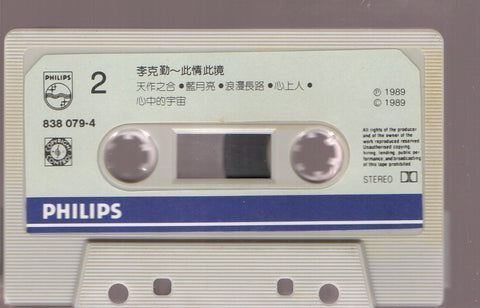 PHILIPS
2
李克勤～此情此境
天作之合•藍月亮•浪漫長路•心上人•
心中的宇宙
838 079-4
Ⓟ 1989
© 1989
All rights of the producer
and of the owner of the
work reproduced reserved
Unauthorised copying,
hiring, lending, public per-
formance, and broadcasting
of this tape prohibited
STEREO
PHILIPS